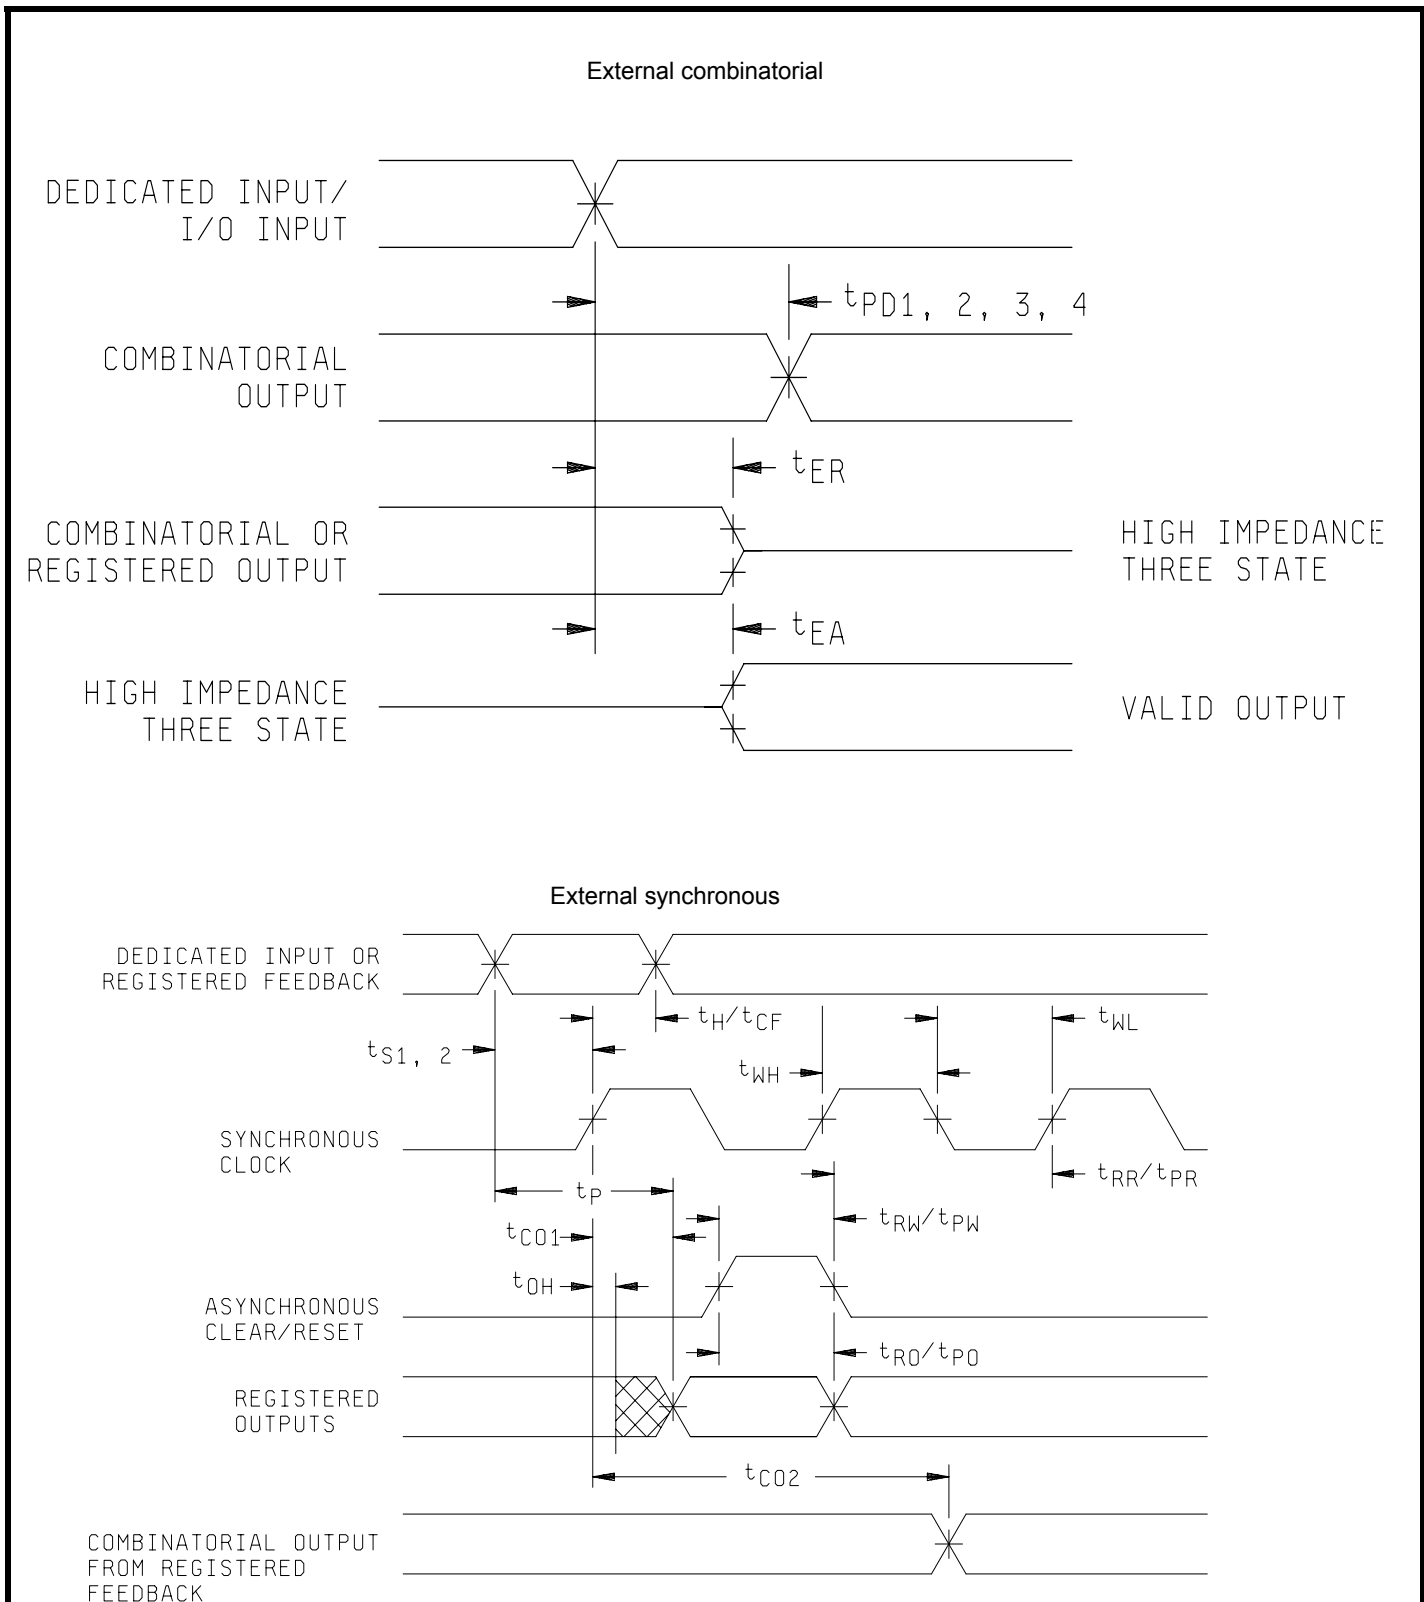 External combinatorial
DEDICATED INPUT/
I/O INPUT
tPD1, 2, 3, 4
COMBINATORIAL
OUTPUT
tER
COMBINATORIAL OR
REGISTERED OUTPUT
HIGH IMPEDANCE
THREE STATE
tEA
HIGH IMPEDANCE
THREE STATE
VALID OUTPUT
External synchronous
DEDICATED INPUT OR
REGISTERED FEEDBACK
tH/tCF
tWL
tS1, 2
tWH
SYNCHRONOUS
CLOCK
tRR/tPR
tP
tRW/tPW
tCO1
tOH
ASYNCHRONOUS
CLEAR/RESET
tRO/tPO
REGISTERED
OUTPUTS
tCO2
COMBINATORIAL OUTPUT
FROM REGISTERED
FEEDBACK